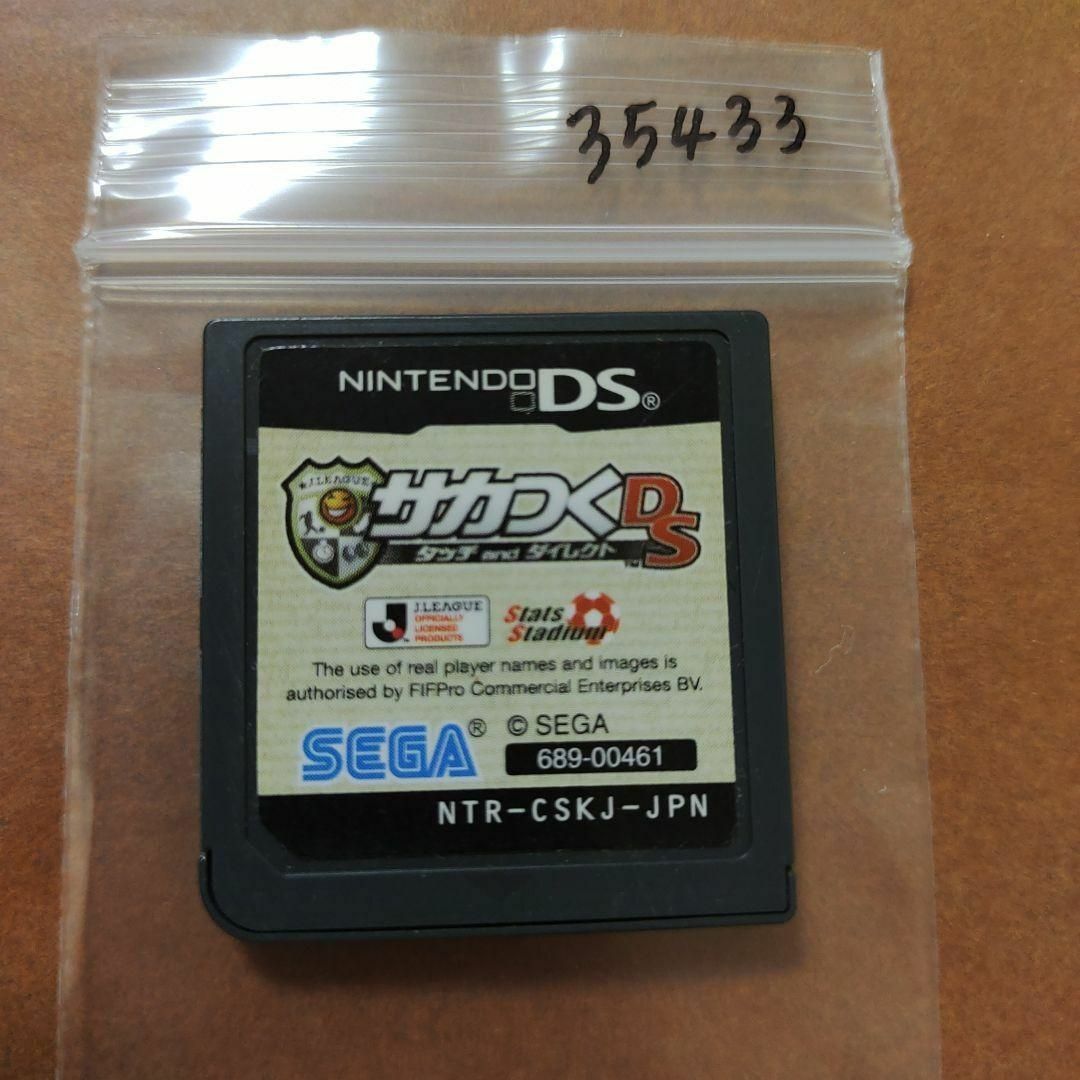 35433
NINTENDO DS®
J.LEAGUE
サカつくDS
タッチ and ダイレクト™
J.LEAGUE
OFFICIALLY
LICENSED
PRODUCTS
Stats
Stadium
The use of real player names and images is
authorised by FIFPro Commercial Enterprises BV.
SEGA® © SEGA
689-00461
NTR-CSKJ-JPN